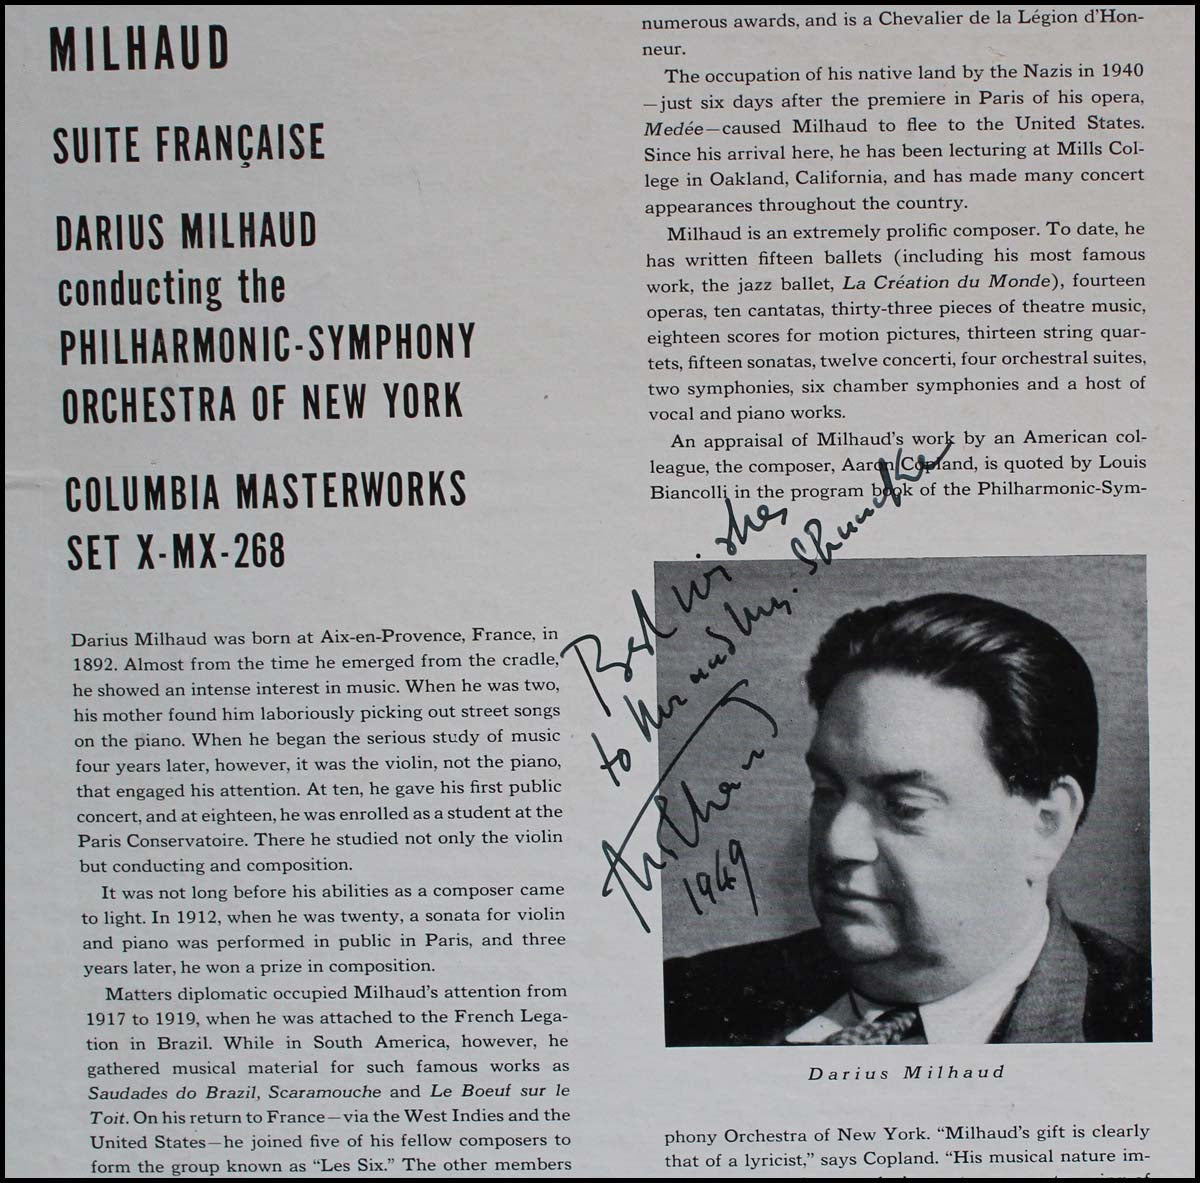 MILHAUD
SUITE FRANÇAISE
DARIUS MILHAUD
conducting the
PHILHARMONIC-SYMPHONY
ORCHESTRA OF NEW YORK
COLUMBIA MASTERWORKS
SET X-MX-268
Darius Milhaud was born at Aix-en-Provence, France, in
1892. Almost from the time he emerged from the cradle,
he showed an intense interest in music. When he was two,
his mother found him laboriously picking out street songs
on the piano. When he began the serious study of music
four years later, however, it was the violin, not the piano,
that engaged his attention. At ten, he gave his first public
concert, and at eighteen, he was enrolled as a student at the
Paris Conservatoire. There he studied not only the violin
but conducting and composition.
It was not long before his abilities as a composer came
to light. In 1912, when he was twenty, a sonata for violin
and piano was performed in public in Paris, and three
years later, he won a prize in composition.
Matters diplomatic occupied Milhaud's attention from
1917 to 1919, when he was attached to the French Lega-
tion in Brazil. While in South America, however, he
gathered musical material for such famous works as
Saudades do Brazil, Scaramouche and Le Boeuf sur le
Toit. On his return to France—via the West Indies and the
United States—he joined five of his fellow composers to
form the group known as "Les Six." The other members
numerous awards, and is a Chevalier de la Légion d'Hon-
neur.
The occupation of his native land by the Nazis in 1940
—just six days after the premiere in Paris of his opera,
Medée—caused Milhaud to flee to the United States.
Since his arrival here, he has been lecturing at Mills Col-
lege in Oakland, California, and has made many concert
appearances throughout the country.
Milhaud is an extremely prolific composer. To date, he
has written fifteen ballets (including his most famous
work, the jazz ballet, La Création du Monde), fourteen
operas, ten cantatas, thirty-three pieces of theatre music,
eighteen scores for motion pictures, thirteen string quar-
tets, fifteen sonatas, twelve concerti, four orchestral suites,
two symphonies, six chamber symphonies and a host of
vocal and piano works.
An appraisal of Milhaud's work by an American col-
league, the composer, Aaron Copland, is quoted by Louis
Biancolli in the program book of the Philharmonic-Sym-
Best wishes
to Mr and Mrs.
Milhaud
1949
Darius Milhaud
phony Orchestra of New York. "Milhaud's gift is clearly
that of a lyricist," says Copland. "His musical nature im-